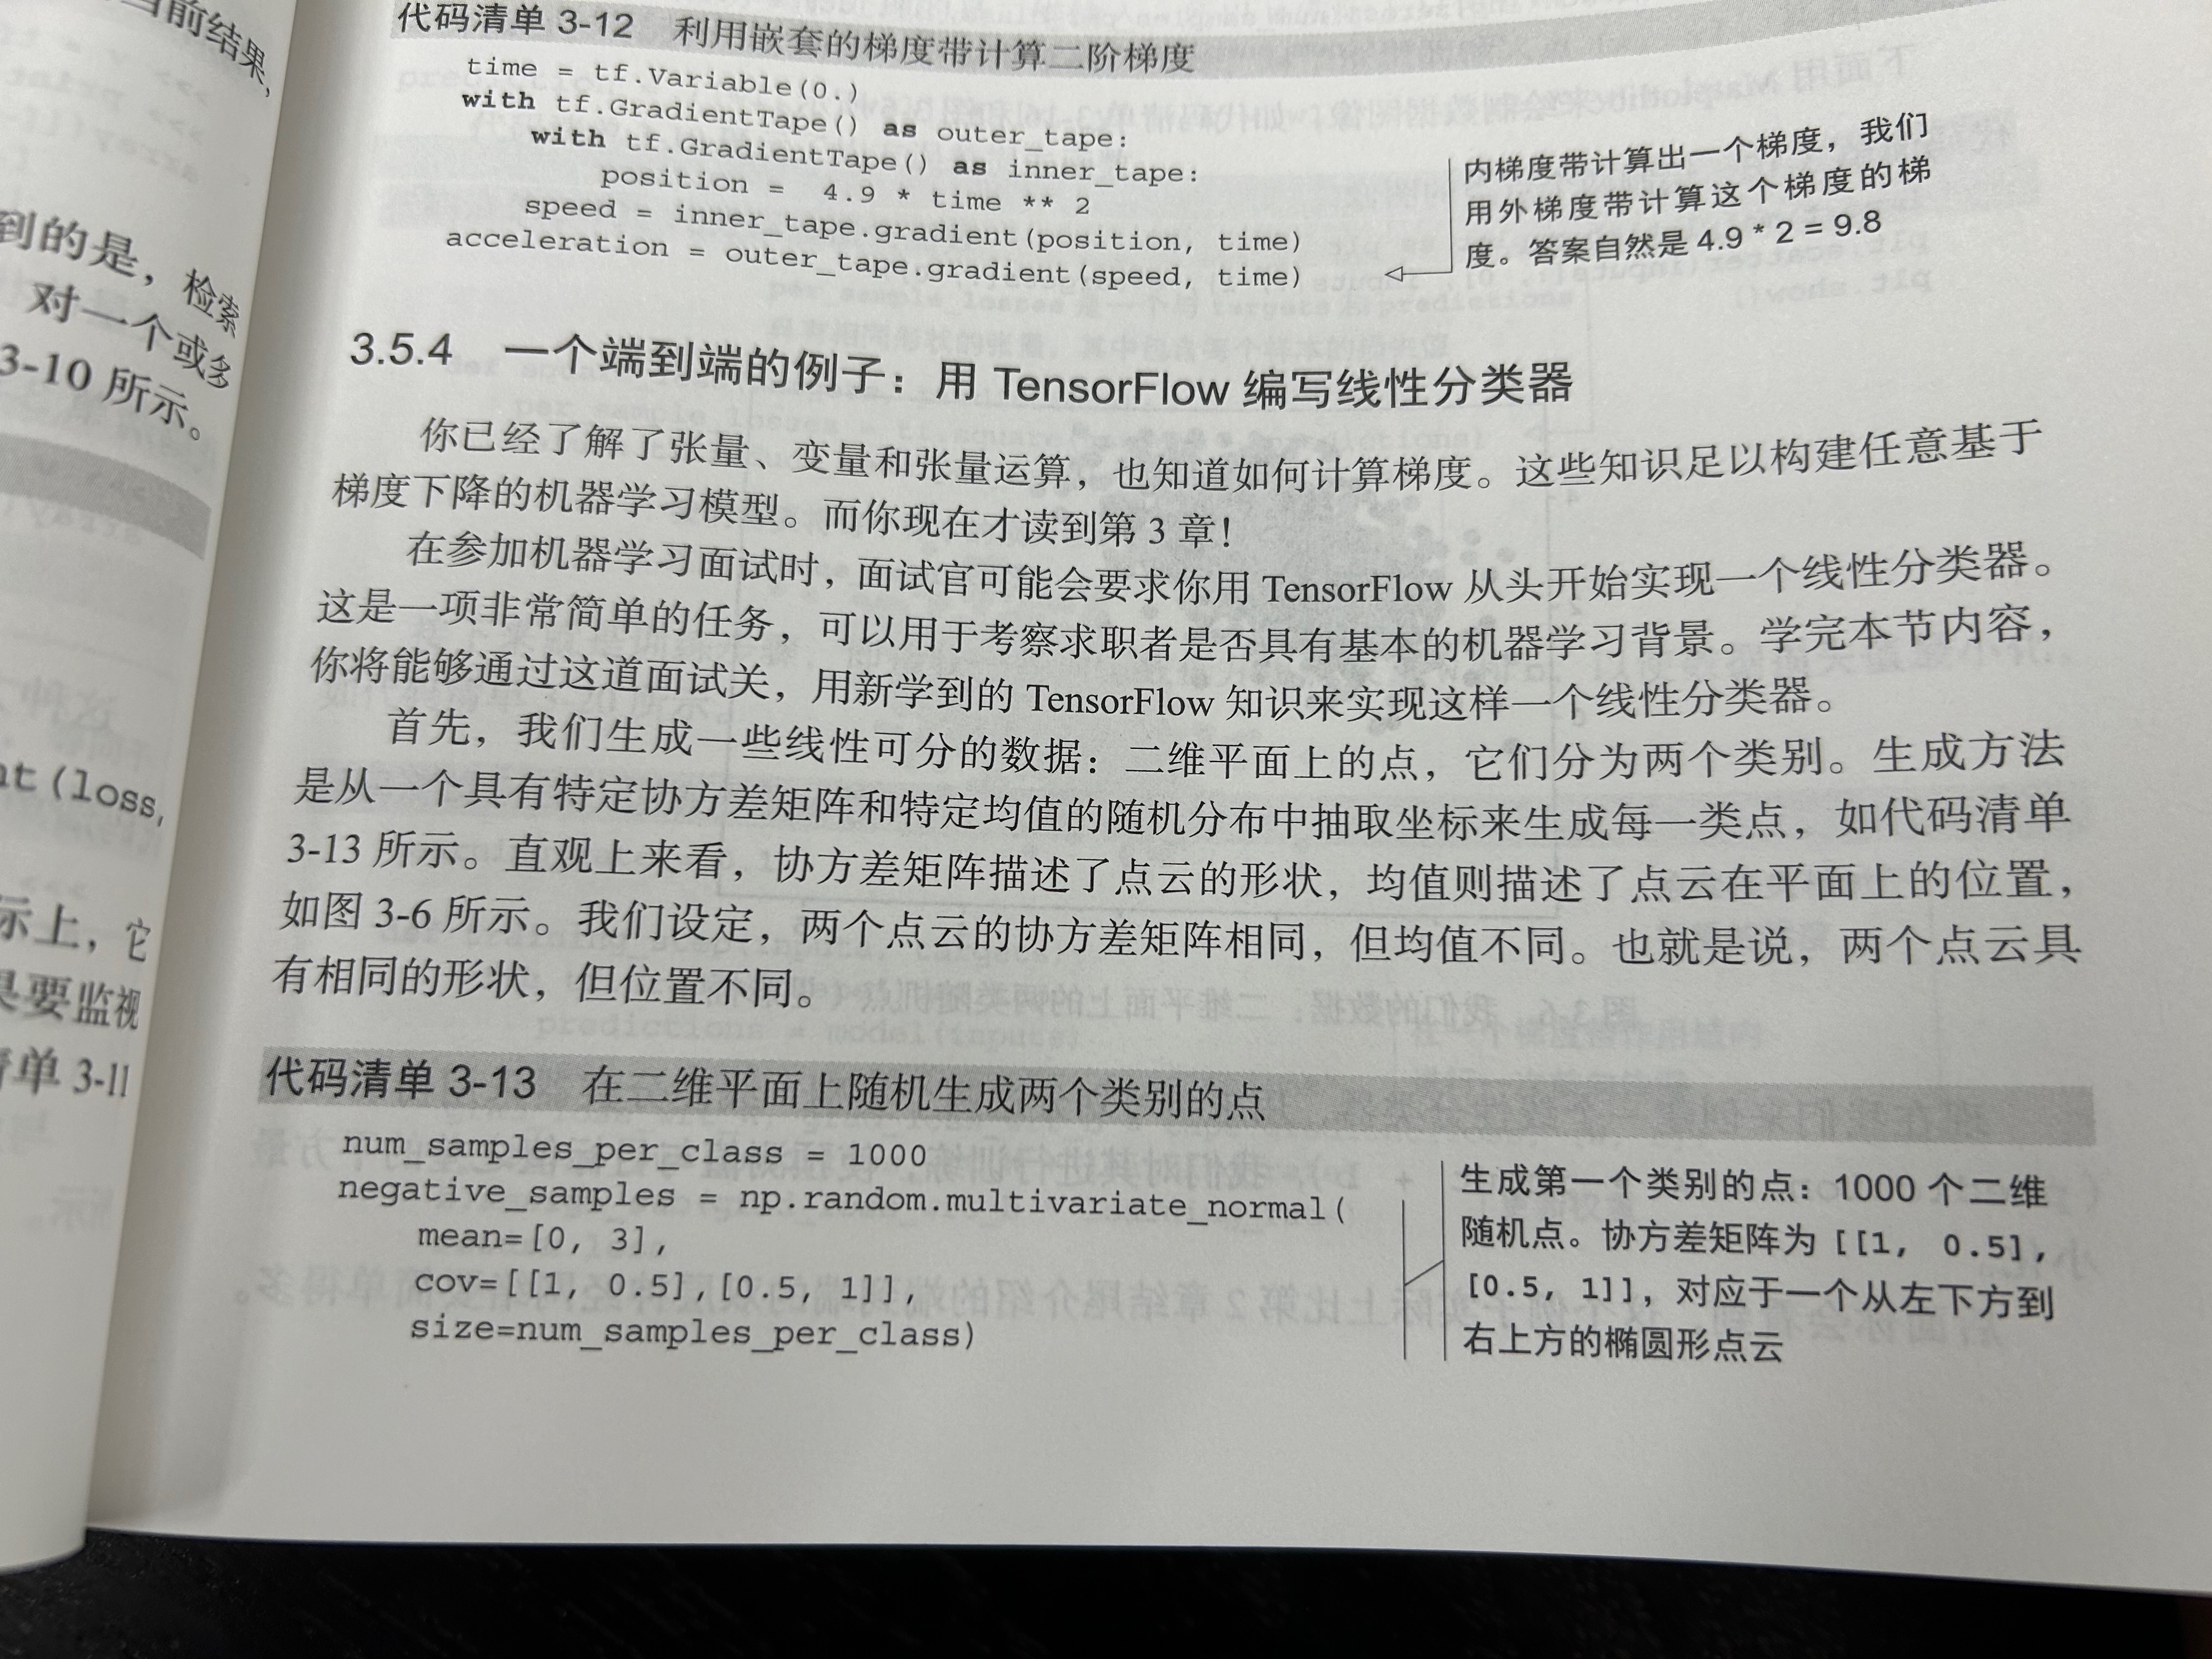 当前结果,
到的是，检索
对一个或多
3-10 所示。
nt(loss,
示上，它
果要监视
清单 3-11
代码清单 3-12 利用嵌套的梯度带计算二阶梯度
time = tf.Variable(0.)
with tf.GradientTape() as outer_tape:
with tf.GradientTape() as inner_tape:
position =  4.9 * time ** 2
speed = inner_tape.gradient(position, time)
acceleration = outer_tape.gradient(speed, time)
内梯度带计算出一个梯度，我们
用外梯度带计算这个梯度的梯
度。答案自然是 4.9 * 2 = 9.8
3.5.4 一个端到端的例子：用 TensorFlow 编写线性分类器
你已经了解了张量、变量和张量运算，也知道如何计算梯度。这些知识足以构建任意基于
梯度下降的机器学习模型。而你现在才读到第 3 章！
在参加机器学习面试时，面试官可能会要求你用 TensorFlow 从头开始实现一个线性分类器。
这是一项非常简单的任务，可以用于考察求职者是否具有基本的机器学习背景。学完本节内容，
你将能够通过这道面试关，用新学到的 TensorFlow 知识来实现这样一个线性分类器。
首先，我们生成一些线性可分的数据：二维平面上的点，它们分为两个类别。生成方法
是从一个具有特定协方差矩阵和特定均值的随机分布中抽取坐标来生成每一类点，如代码清单
3-13 所示。直观上来看，协方差矩阵描述了点云的形状，均值则描述了点云在平面上的位置，
如图 3-6 所示。我们设定，两个点云的协方差矩阵相同，但均值不同。也就是说，两个点云具
有相同的形状，但位置不同。
代码清单 3-13 在二维平面上随机生成两个类别的点
num_samples_per_class = 1000
negative_samples = np.random.multivariate_normal(
mean=[0, 3],
cov=[[1, 0.5],[0.5, 1]],
size=num_samples_per_class)
生成第一个类别的点：1000 个二维
随机点。协方差矩阵为 [[1, 0.5],
[0.5, 1]]，对应于一个从左下方到
右上方的椭圆形点云